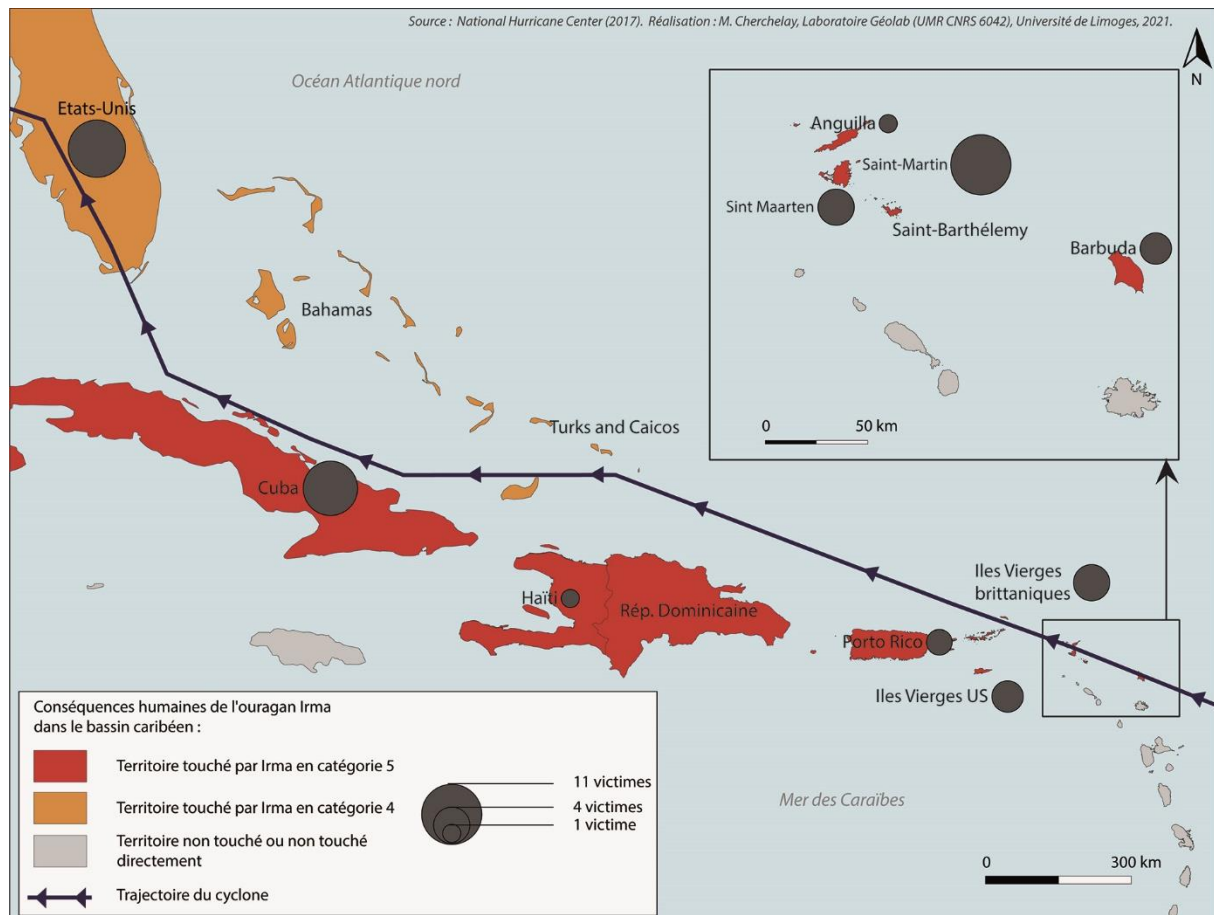 Source : National Hurricane Center (2017). Réalisation : M. Cherchelay, Laboratoire Géolab (UMR CNRS 6042), Université de Limoges, 2021.
Océan Atlantique nord
N
Etats-Unis
Anguilla
Saint-Martin
Sint Maarten
Saint-Barthélemy
Barbuda
0 50 km
Bahamas
Turks and Caicos
Cuba
Haïti
Rép. Dominicaine
Porto Rico
Iles Vierges
brittaniques
Iles Vierges US
Mer des Caraïbes
0 300 km
Conséquences humaines de l'ouragan Irma
dans le bassin caribéen :
Territoire touché par Irma en catégorie 5
Territoire touché par Irma en catégorie 4
Territoire non touché ou non touché
directement
Trajectoire du cyclone
11 victimes
4 victimes
1 victime